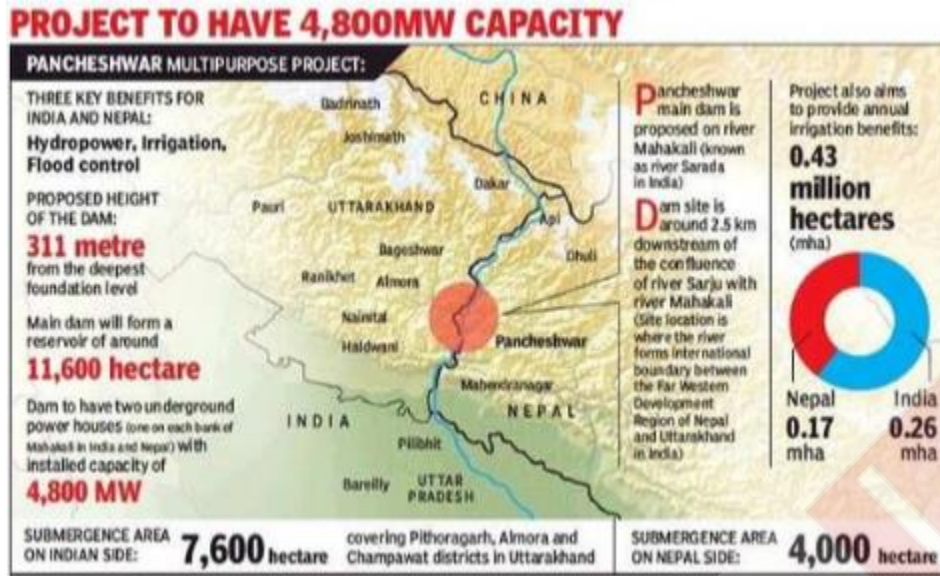 PROJECT TO HAVE 4,800MW CAPACITY
PANCHESHWAR MULTIPURPOSE PROJECT:
THREE KEY BENEFITS FOR
INDIA AND NEPAL:
Hydropower, Irrigation,
Flood control
PROPOSED HEIGHT
OF THE DAM:
311 metre
from the deepest
foundation level
Main dam will form a
reservoir of around
11,600 hectare
Dam to have two underground
power houses (one on each bank of
Mahakali in India and Nepal) with
installed capacity of
4,800 MW
Badrinath
CHINA
Joshimath
Dakar
Pauri
UTTARAKHAND
Api
Bageshwar
Dhuli
Ranikhet
Almora
Nainital
Haldwani
Pancheshwar
Mahendranagar
INDIA
NEPAL
Pilibhit
Bareilly
UTTAR
PRADESH
Pancheshwar
main dam is
proposed on river
Mahakali (known
as river Sarada
in India)
Dam site is
around 2.5 km
downstream of
the confluence
of river Sarju with
river Mahakali
(Site location is
where the river
forms international
boundary between
the Far Western
Development
Region of Nepal
and Uttarakhand
in India)
Project also aims
to provide annual
irrigation benefits:
0.43
million
hectares
(mha)
Nepal
0.17
mha
India
0.26
mha
SUBMERGENCE AREA
ON INDIAN SIDE:
7,600 hectare
covering Pithoragarh, Almora and
Champawat districts in Uttarakhand
SUBMERGENCE AREA
ON NEPAL SIDE:
4,000 hectare